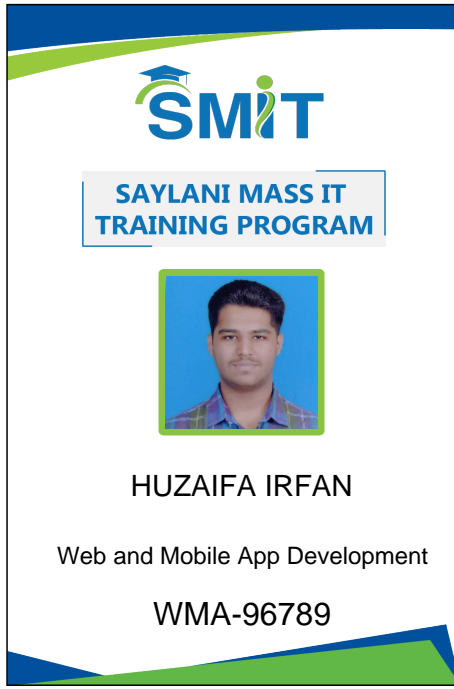 SMiT
SAYLANI MASS IT
TRAINING PROGRAM
HUZAIFA IRFAN
Web and Mobile App Development
WMA-96789